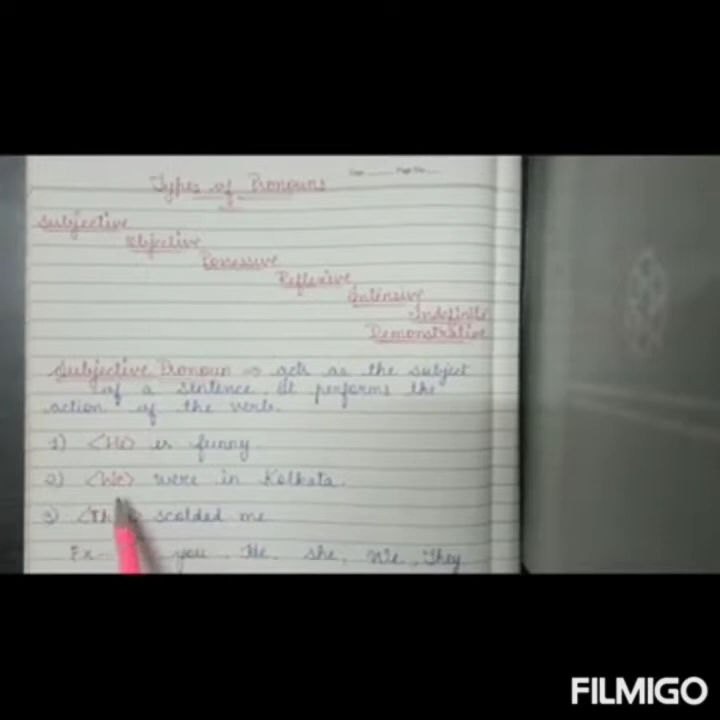 Types of Pronouns
Subjective
Objective
Possessive
Reflexive
Intensive
Indefinite
Demonstrative
Subjective Pronoun => acts as the subject
of a sentence. It performs the
action of the verb.
1) <He> is funny
2) <We> were in Kolkata.
3) scolded me
Ex- you, He, she, We, They
FILMIGO